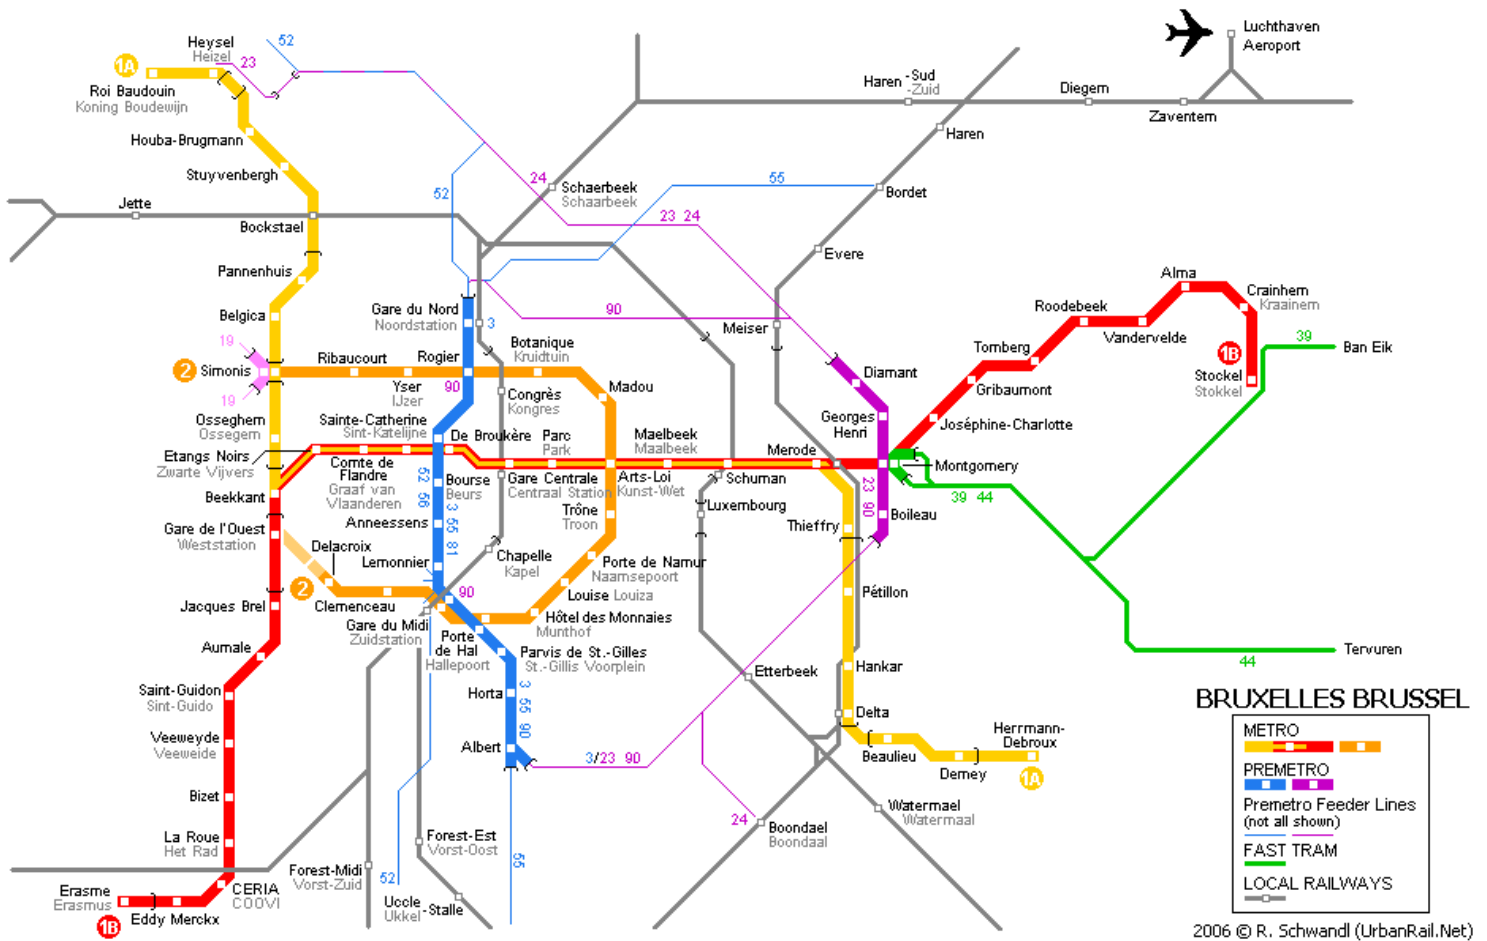 Luchthaven
Aeroport
Heysel
Heizel
52
23
1A
Roi Baudouin
Koning Boudewijn
Haren -Sud
-Zuid
Diegem
Zaventem
Houba-Brugmann
Haren
Stuyvenbergh
24
Schaerbeek
Schaarbeek
52
55
Bordet
Jette
Bockstael
23 24
Evere
Pannenhuis
Alma
Crainhem
Kraainem
Belgica
Gare du Nord
Noordstation
3
90
Roodebeek
Vandervelde
Meiser
39
Ban Eik
19
2
Simonis
Ribaucourt
Rogier
Botanique
Kruidtuin
Tomberg
1B
Stockel
Stokkel
Diamant
Gribaumont
Yser
IJzer
90
Madou
Congrès
Kongres
19
Osseghem
Ossegem
Sainte-Catherine
Sint-Katelijne
De Broukère
Parc
Park
Maelbeek
Maalbeek
Georges
Henri
Joséphine-Charlotte
Merode
Etangs Noirs
Zwarte Vijvers
Comte de
Flandre
Graaf van
Vlaanderen
Montgomery
Beekkant
52 56
Bourse
Beurs
Gare Centrale
Centraal Station
Arts-Loi
Kunst-Wet
Schuman
23 90
39 44
Luxembourg
Boileau
Gare de l'Ouest
Weststation
Anneessens
3 55 81
Trône
Troon
Thieffry
Delacroix
Lemonnier
Chapelle
Kapel
Porte de Namur
Naamsepoort
2
90
Louise Louiza
Pétillon
Jacques Brel
Clemenceau
Gare du Midi
Zuidstation
Hôtel des Monnaies
Munthof
Porte
de Hal
Hallepoort
Parvis de St.-Gilles
St.-Gillis Voorplein
Aumale
Hankar
Etterbeek
Tervuren
44
Saint-Guidon
Sint-Guido
Horta
3 55 90
Delta
Veeweyde
Veeweide
Albert
3/23 90
Herrmann-
Debroux
Beaulieu
Demey
1A
Bizet
Watermael
Watermaal
24
Boondael
Boondaal
La Roue
Het Rad
Forest-Est
Vorst-Oost
Forest-Midi
Vorst-Zuid
52
55
Erasme
Erasmus
CERIA
COOVI
Eddy Merckx
1B
Uccle
Ukkel -Stalle
BRUXELLES BRUSSEL
METRO
PREMETRO
Premetro Feeder Lines
(not all shown)
FAST TRAM
LOCAL RAILWAYS
2006 © R. Schwandl (UrbanRail.Net)